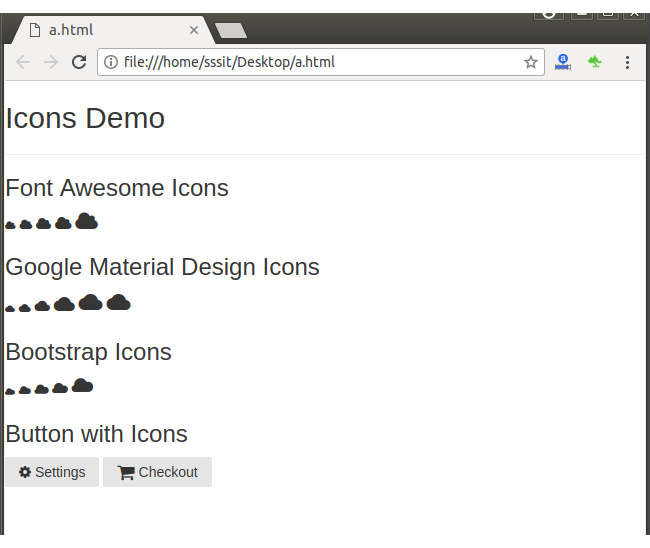 a.html
file:///home/sssit/Desktop/a.html
a
Icons Demo
Font Awesome Icons
Google Material Design Icons
Bootstrap Icons
Button with Icons
Settings Checkout